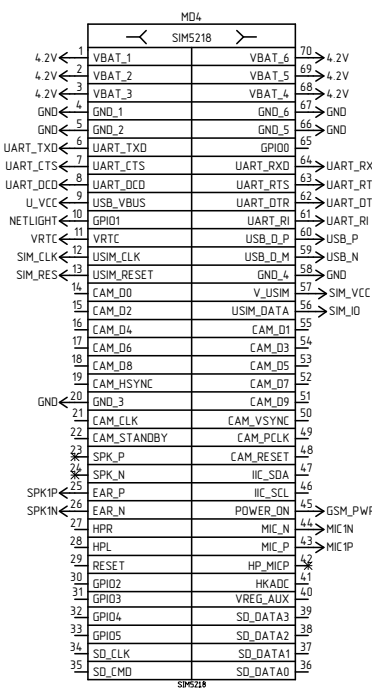 MD4
SIM5218
4.2V 1 VBAT_1 VBAT_6 70 4.2V
4.2V 2 VBAT_2 VBAT_5 69 4.2V
4.2V 3 VBAT_3 VBAT_4 68 4.2V
GND 4 GND_1 GND_6 67 GND
GND 5 GND_2 GND_5 66 GND
UART_TXD 6 UART_TXD GPIO0 65
UART_CTS 7 UART_CTS UART_RXD 64 UART_RX
UART_DCD 8 UART_DCD UART_RTS 63 UART_RT
U_VCC 9 USB_VBUS UART_DTR 62 UART_DT
NETLIGHT 10 GPIO1 UART_RI 61 UART_RI
VRTC 11 VRTC USB_D_P 60 USB_P
SIM_CLK 12 USIM_CLK USB_D_M 59 USB_N
SIM_RES 13 USIM_RESET GND_4 58 GND
14 CAM_D0 V_USIM 57 SIM_VCC
15 CAM_D2 USIM_DATA 56 SIM_IO
16 CAM_D4 CAM_D1 55
17 CAM_D6 CAM_D3 54
18 CAM_D8 CAM_D5 53
19 CAM_HSYNC CAM_D7 52
GND 20 GND_3 CAM_D9 51
21 CAM_CLK CAM_VSYNC 50
22 CAM_STANDBY CAM_PCLK 49
23 SPK_P CAM_RESET 48
24 SPK_N IIC_SDA 47
SPK1P 25 EAR_P IIC_SCL 46
SPK1N 26 EAR_N POWER_ON 45 GSM_PWR
27 HPR MIC_N 44 MIC1N
28 HPL MIC_P 43 MIC1P
29 RESET HP_MICP 42
30 GPIO2 HKADC 41
31 GPIO3 VREG_AUX 40
32 GPIO4 SD_DATA3 39
33 GPIO5 SD_DATA2 38
34 SD_CLK SD_DATA1 37
35 SD_CMD SD_DATA0 36
SIM5218